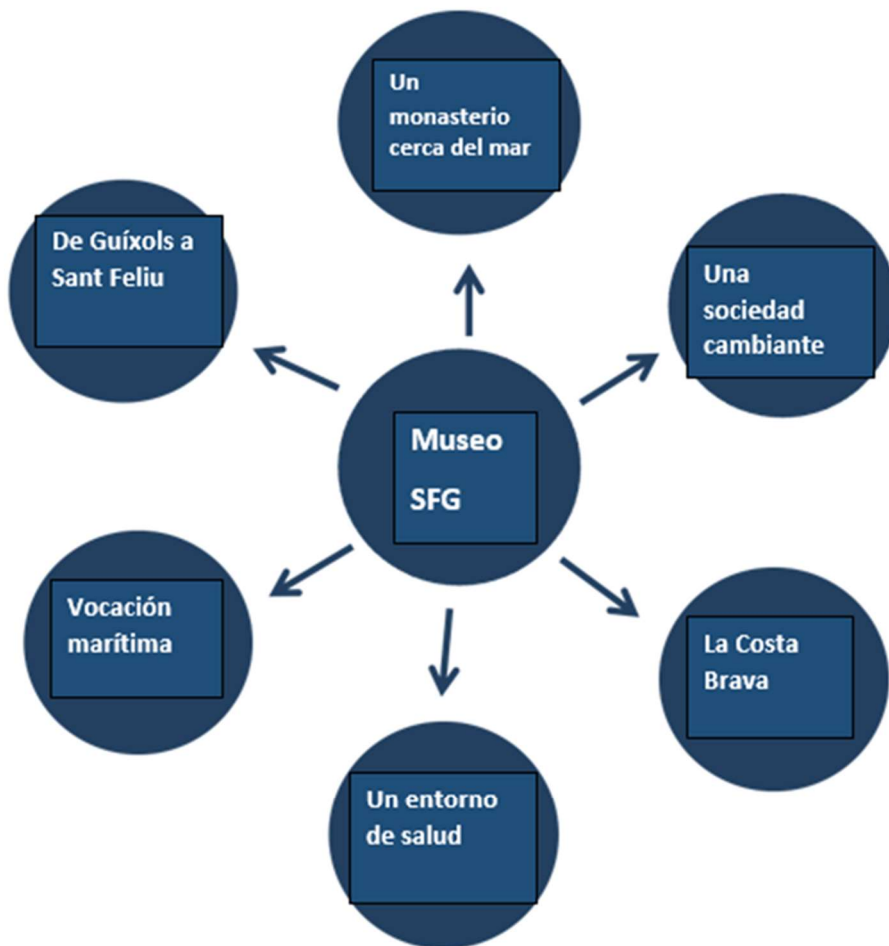 Un
monasterio
cerca del mar
De Guíxols a
Sant Feliu
Una
sociedad
cambiante
Museo
SFG
Vocación
marítima
La Costa
Brava
Un entorno
de salud